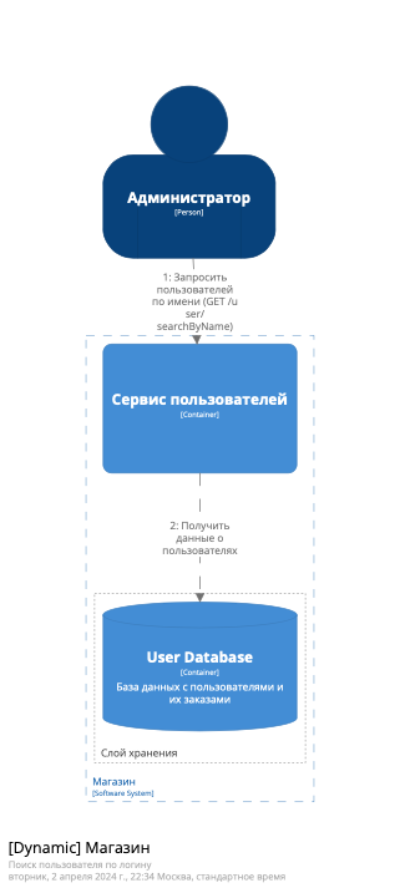 Администратор
[Person]
1: Запросить
пользователей
по имени (GET /u
ser/
searchByName)
Сервис пользователей
[Container]
2: Получить
данные о
пользователях
User Database
[Container]
База данных с пользователями и
их заказами
Слой хранения
Магазин
[Software System]
[Dynamic] Магазин
Поиск пользователя по логину
вторник, 2 апреля 2024 г., 22:34 Москва, стандартное время